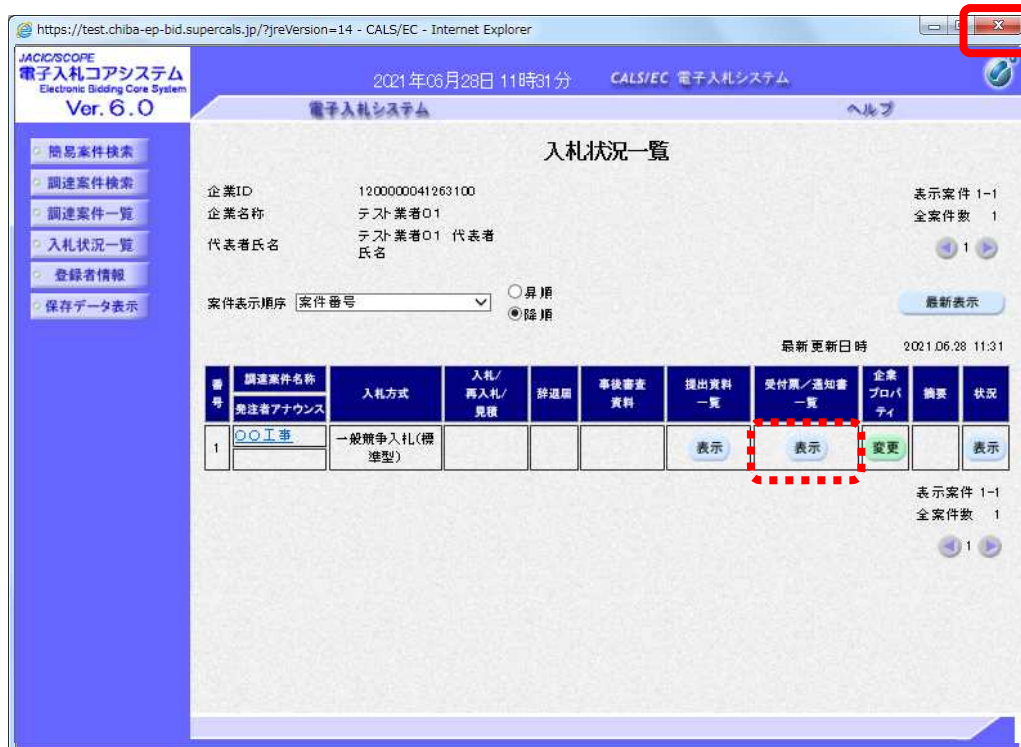 https://test.chiba-ep-bid.supercals.jp/?jreVersion=14 - CALS/EC - Internet Explorer
JACIC/SCOPE
電子入札コアシステム
Electronic Bidding Core System
Ver. 6.0
2021年06月28日 11時31分 CALS/EC 電子入札システム
電子入札システム ヘルプ
簡易案件検索
調達案件検索
調達案件一覧
入札状況一覧
登録者情報
保存データ表示
入札状況一覧
企業ID 1200000041263100
企業名称 テスト業者01
代表者氏名 テスト業者01 代表者
氏名
表示案件 1-1
全案件数 1
1
案件表示順序 案件番号
昇順
降順
最新表示
最新更新日時 2021.06.28 11:31
番号
調達案件名称
発注者アナウンス
入札方式
入札/
再入札/
見積
辞退届
事後審査
資料
提出資料
一覧
受付票/通知書
一覧
企業
プロパ
ティ
摘要
状況
1
〇〇工事
一般競争入札(標
準型)
表示
表示
変更
表示
表示案件 1-1
全案件数 1
1